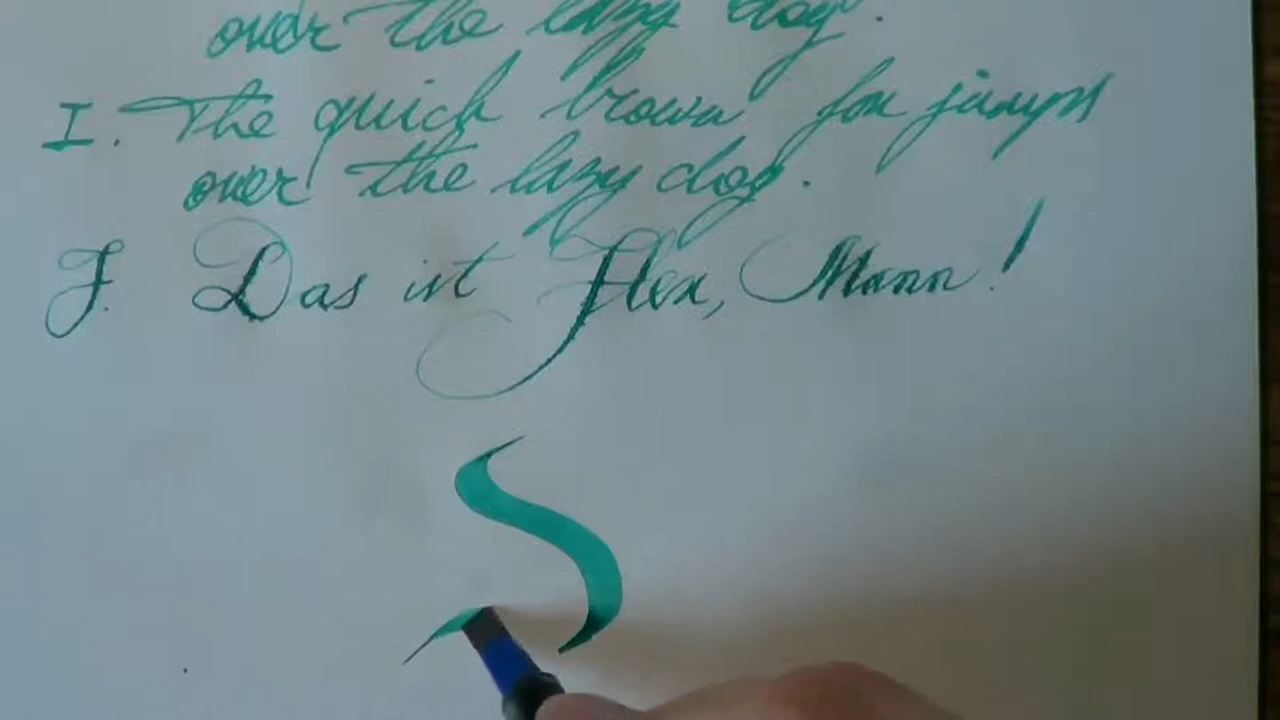 over the lazy dog.
I. The quick brown fox jumps
over the lazy dog.
J. Das ist Flex, Mann!
S